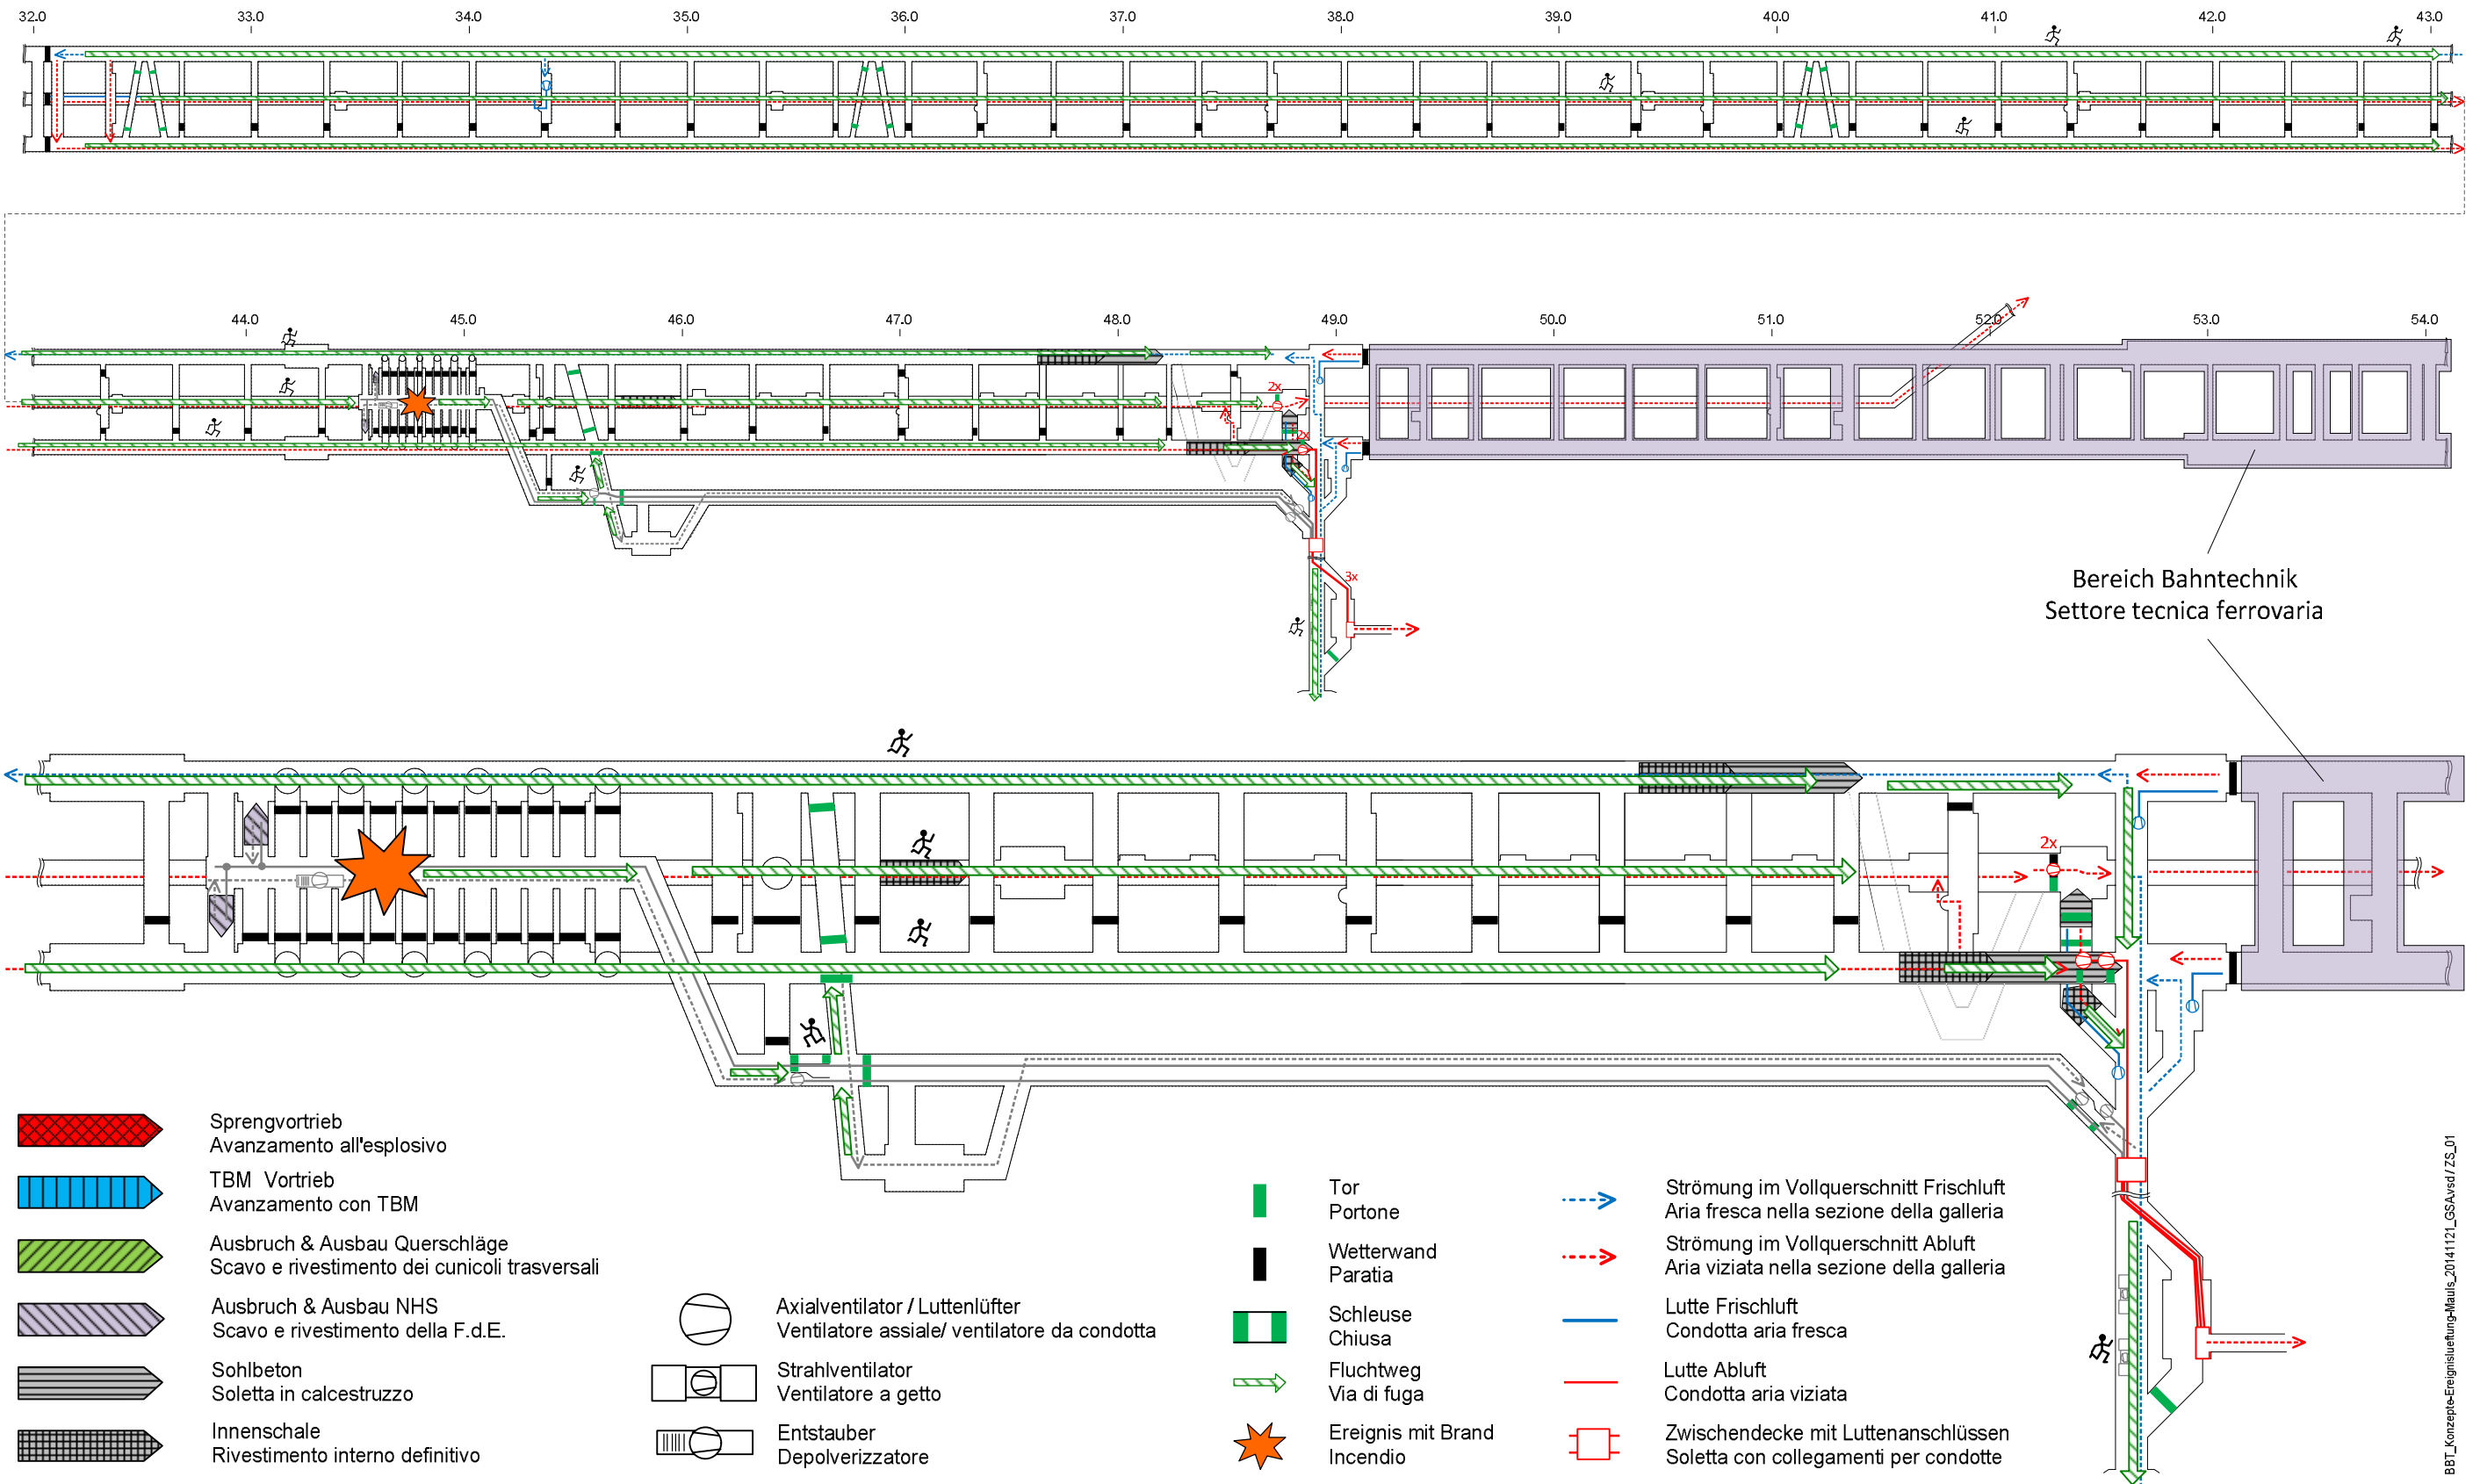 32.0 33.0 34.0 35.0 36.0 37.0 38.0 39.0 40.0 41.0 42.0 43.0
44.0 45.0 46.0 47.0 48.0 49.0 50.0 51.0 52.0 53.0 54.0
2x
2x
3x
Bereich Bahntechnik
Settore tecnica ferrovaria
2x
Sprengvortrieb
Avanzamento all'esplosivo
TBM Vortrieb
Avanzamento con TBM
Ausbruch & Ausbau Querschläge
Scavo e rivestimento dei cunicoli trasversali
Ausbruch & Ausbau NHS
Scavo e rivestimento della F.d.E.
Sohlbeton
Soletta in calcestruzzo
Innenschale
Rivestimento interno definitivo
Axialventilator / Luttenlüfter
Ventilatore assiale/ ventilatore da condotta
Strahlventilator
Ventilatore a getto
Entstauber
Depolverizzatore
Tor
Portone
Wetterwand
Paratia
Schleuse
Chiusa
Fluchtweg
Via di fuga
Ereignis mit Brand
Incendio
Strömung im Vollquerschnitt Frischluft
Aria fresca nella sezione della galleria
Strömung im Vollquerschnitt Abluft
Aria viziata nella sezione della galleria
Lutte Frischluft
Condotta aria fresca
Lutte Abluft
Condotta aria viziata
Zwischendecke mit Luttenanschlüssen
Soletta con collegamenti per condotte
BBT_Konzepte-Ereignislueftung-Mauls_20141121_GSA.vsd / ZS_01